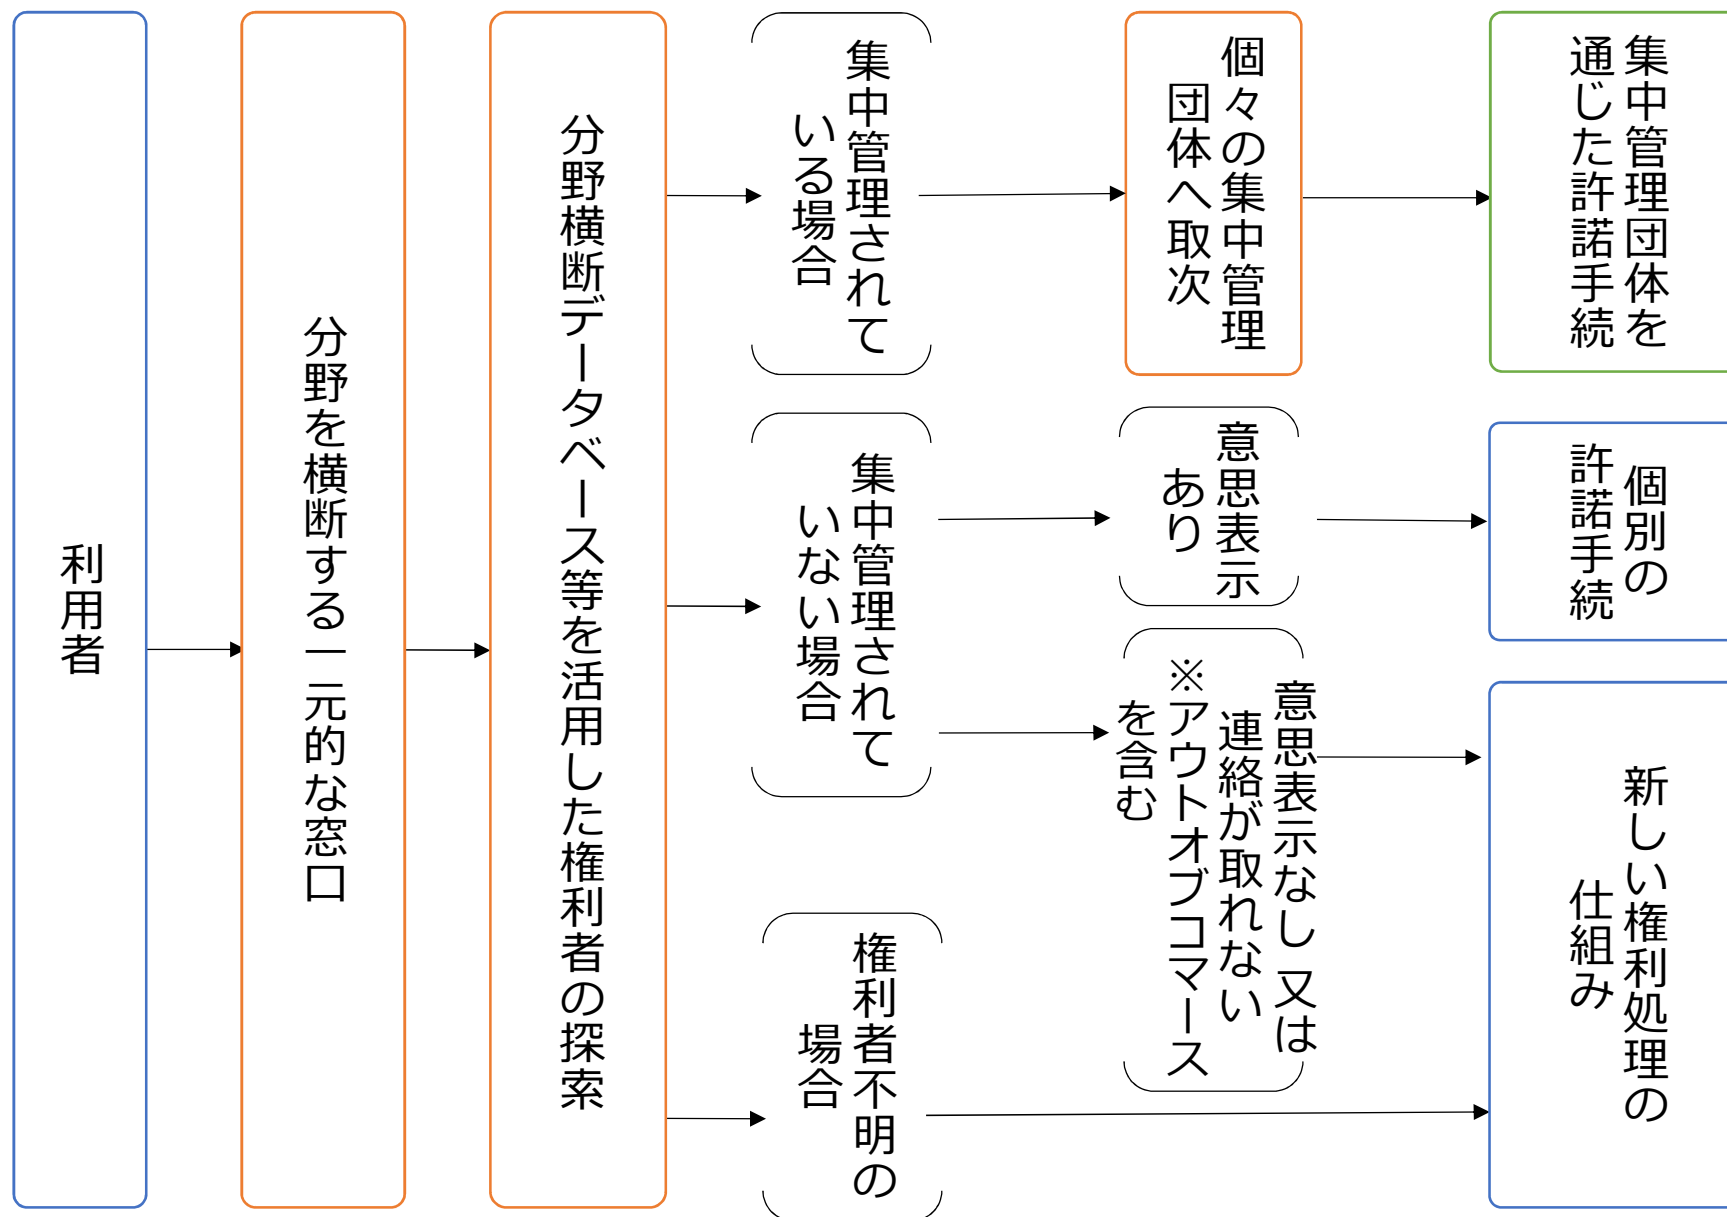 利用者
分野を横断する一元的な窓口
分野横断データベース等を活用した権利者の探索
集中管理されて
いる場合
個々の集中管理
団体へ取次
集中管理団体を
通じた許諾手続
集中管理されて
いない場合
意思表示
あり
個別の
許諾手続
意思表示なし又は
連絡が取れない
※アウトオブコマース
を含む
新しい権利処理の
仕組み
権利者不明の
場合